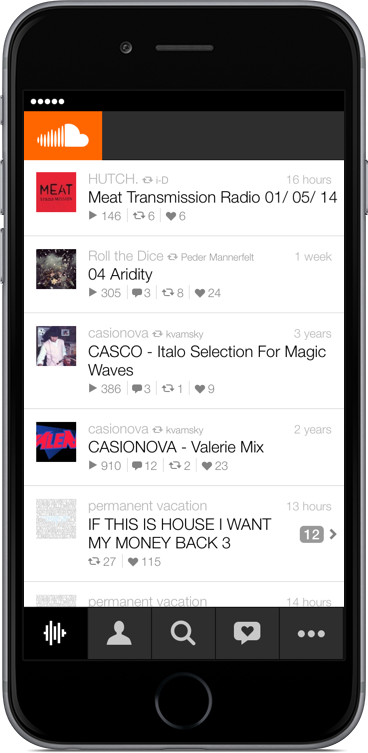 HUTCH. i-D 16 hours
MEAT
Meat Transmission Radio 01/ 05/ 14
146 6 6
Roll the Dice Peder Mannerfelt 1 week
04 Aridity
305 3 8 24
casionova kvamsky 3 years
CASCO - Italo Selection For Magic
Waves
386 3 1 9
casionova kvamsky 2 years
CASIONOVA - Valerie Mix
910 12 2 23
permanent vacation 13 hours
IF THIS IS HOUSE I WANT
MY MONEY BACK 3
12
27 115
permanent vacation 14 hours